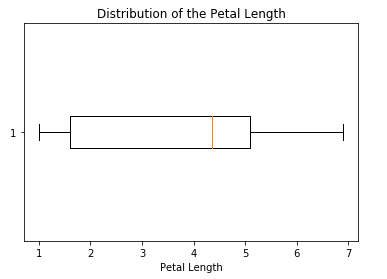 Distribution of the Petal Length
1
1 2 3 4 5 6 7
Petal Length